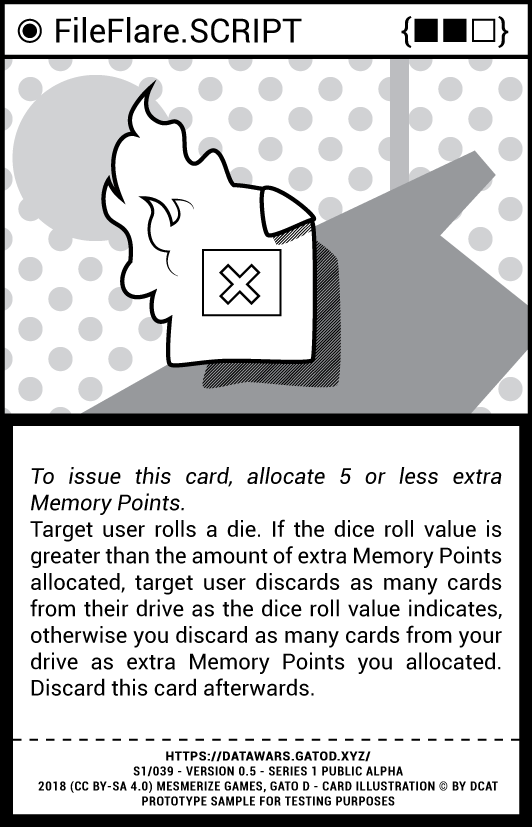 FileFlare.SCRIPT
To issue this card, allocate 5 or less extra
Memory Points.
Target user rolls a die. If the dice roll value is
greater than the amount of extra Memory Points
allocated, target user discards as many cards
from their drive as the dice roll value indicates,
otherwise you discard as many cards from your
drive as extra Memory Points you allocated.
Discard this card afterwards.
HTTPS://DATAWARS.GATOD.XYZ/
S1/039 - VERSION 0.5 - SERIES 1 PUBLIC ALPHA
2018 (CC BY-SA 4.0) MESMERIZE GAMES, GATO D - CARD ILLUSTRATION © BY DCAT
PROTOTYPE SAMPLE FOR TESTING PURPOSES